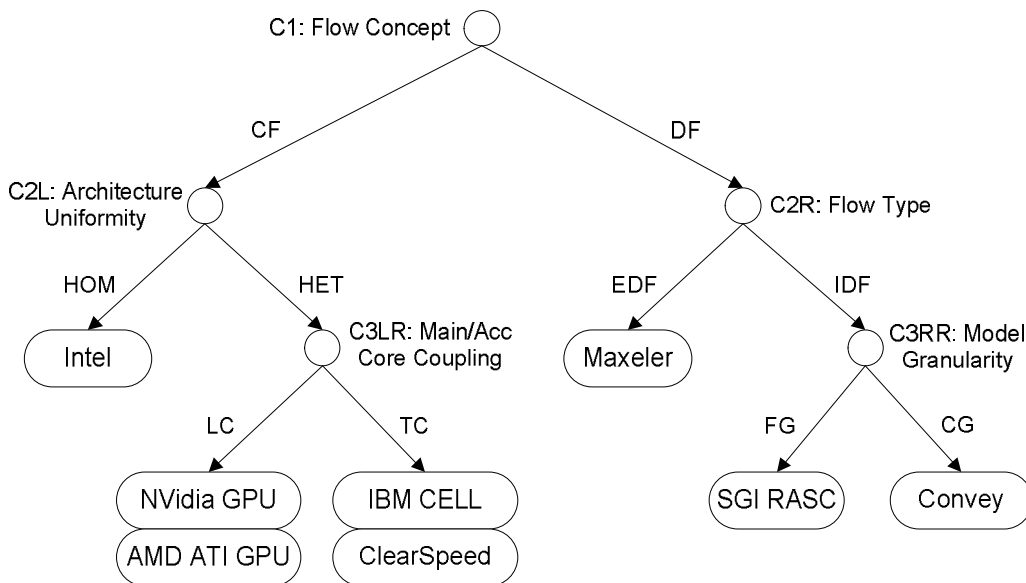 C1: Flow Concept
CF
DF
C2L: Architecture
Uniformity
C2R: Flow Type
HOM
HET
EDF
IDF
Intel
C3LR: Main/Acc
Core Coupling
Maxeler
C3RR: Model
Granularity
LC
TC
FG
CG
NVidia GPU
IBM CELL
SGI RASC
Convey
AMD ATI GPU
ClearSpeed